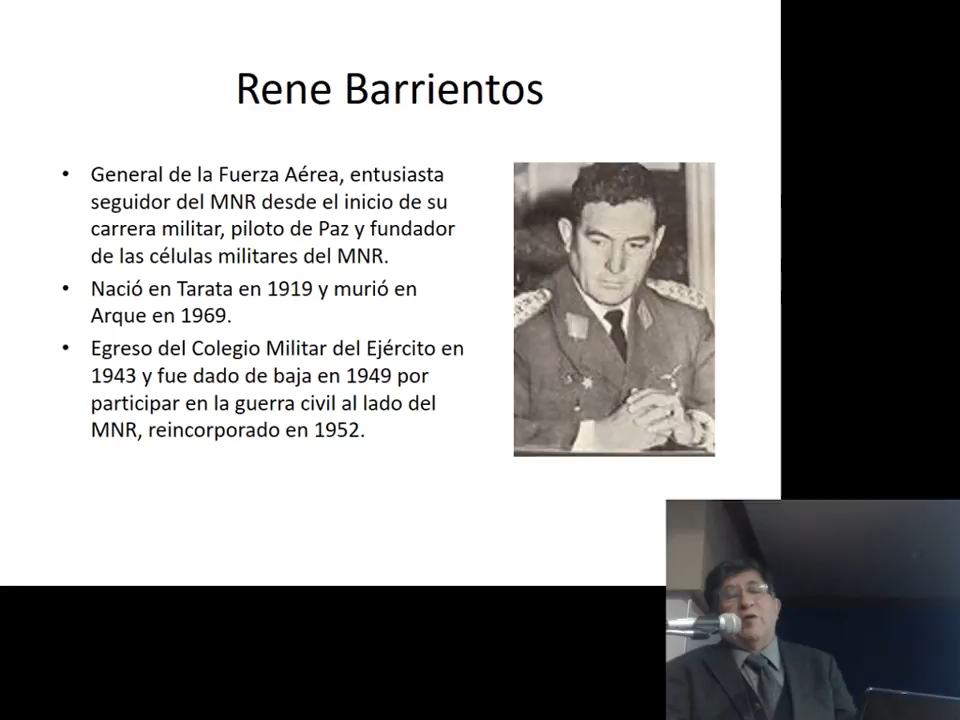 Rene Barrientos
• General de la Fuerza Aérea, entusiasta
seguidor del MNR desde el inicio de su
carrera militar, piloto de Paz y fundador
de las células militares del MNR.
• Nació en Tarata en 1919 y murió en
Arque en 1969.
• Egreso del Colegio Militar del Ejército en
1943 y fue dado de baja en 1949 por
participar en la guerra civil al lado del
MNR, reincorporado en 1952.